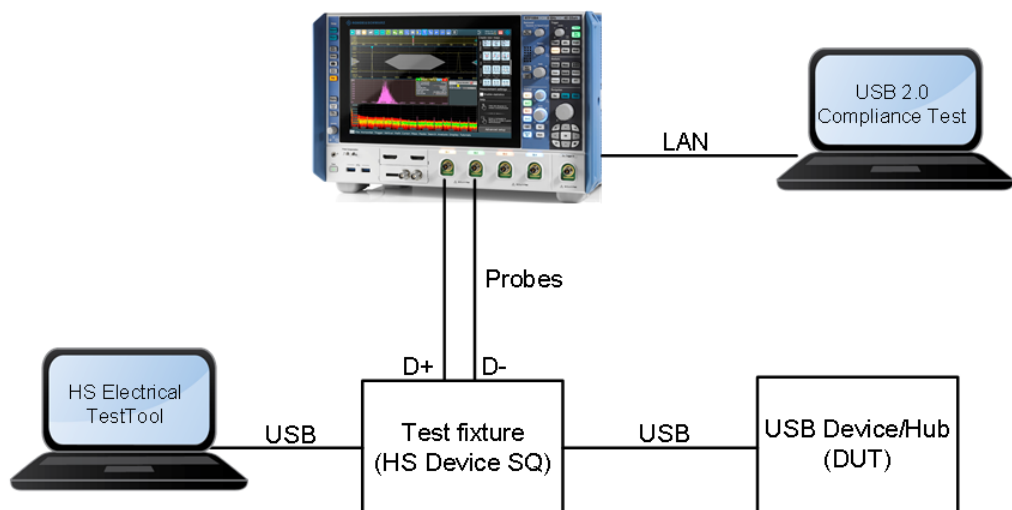 USB 2.0
Compliance Test
LAN
Probes
D+ D-
HS Electrical
TestTool
USB
Test fixture
(HS Device SQ)
USB
USB Device/Hub
(DUT)